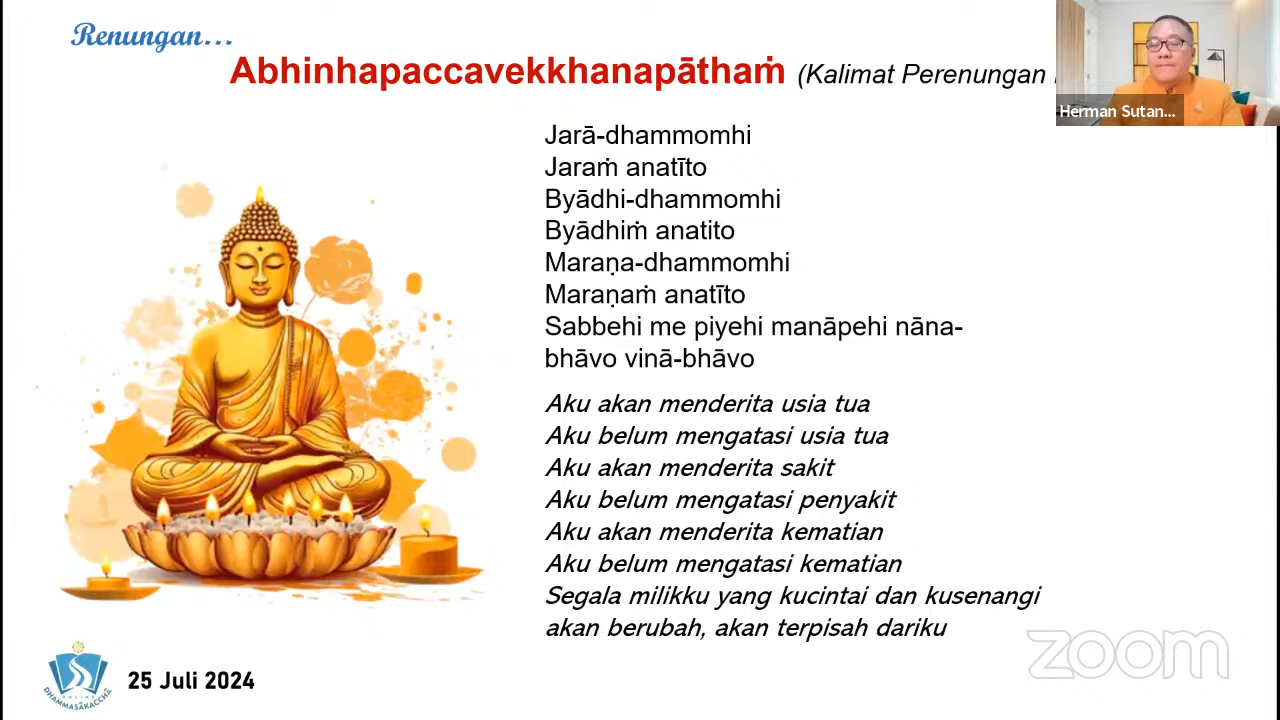 Renungan...
Abhinhapaccavekkhanapāthaṁ (Kalimat Perenungan
Herman Sutan...
Jarā-dhammomhi
Jaraṁ anatīto
Byādhi-dhammomhi
Byādhiṁ anatito
Maraṇa-dhammomhi
Maraṇaṁ anatīto
Sabbehi me piyehi manāpehi nāna-
bhāvo vinā-bhāvo
Aku akan menderita usia tua
Aku belum mengatasi usia tua
Aku akan menderita sakit
Aku belum mengatasi penyakit
Aku akan menderita kematian
Aku belum mengatasi kematian
Segala milikku yang kucintai dan kusenangi
akan berubah, akan terpisah dariku
zoom
ONLINE
DHAMMASĀKACCHĀ
25 Juli 2024